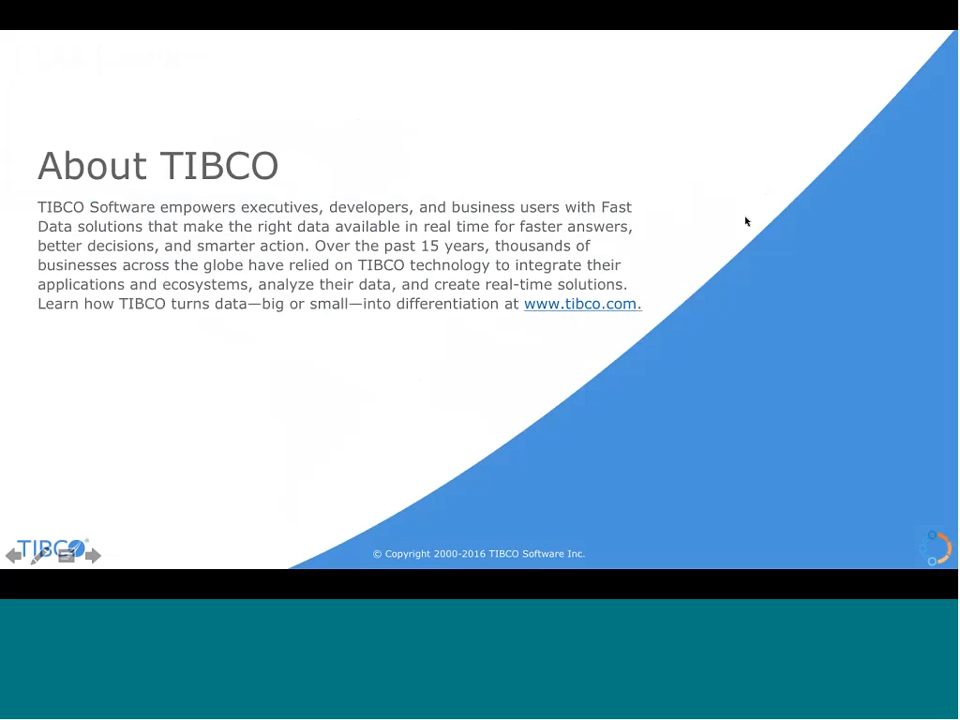 About TIBCO
TIBCO Software empowers executives, developers, and business users with Fast
Data solutions that make the right data available in real time for faster answers,
better decisions, and smarter action. Over the past 15 years, thousands of
businesses across the globe have relied on TIBCO technology to integrate their
applications and ecosystems, analyze their data, and create real-time solutions.
Learn how TIBCO turns data—big or small—into differentiation at www.tibco.com.
TIBCO®
© Copyright 2000-2016 TIBCO Software Inc.